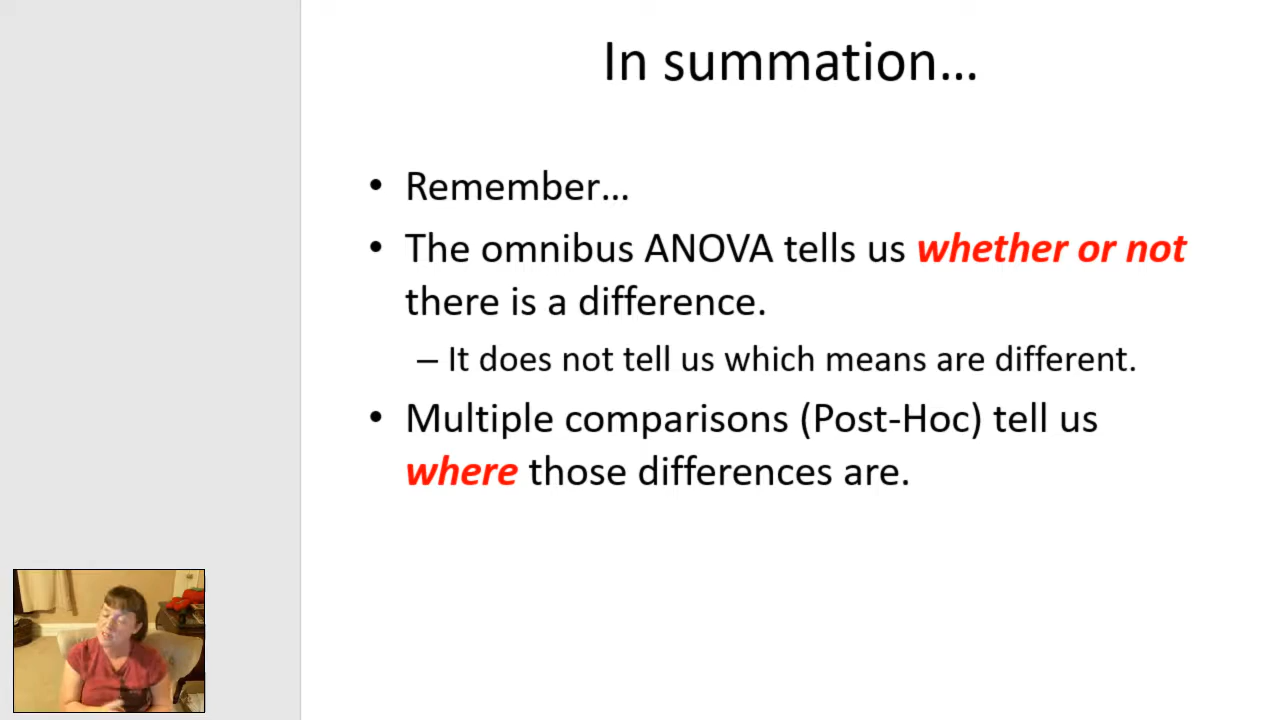 In summation…
• Remember…
• The omnibus ANOVA tells us whether or not
there is a difference.
– It does not tell us which means are different.
• Multiple comparisons (Post-Hoc) tell us
where those differences are.